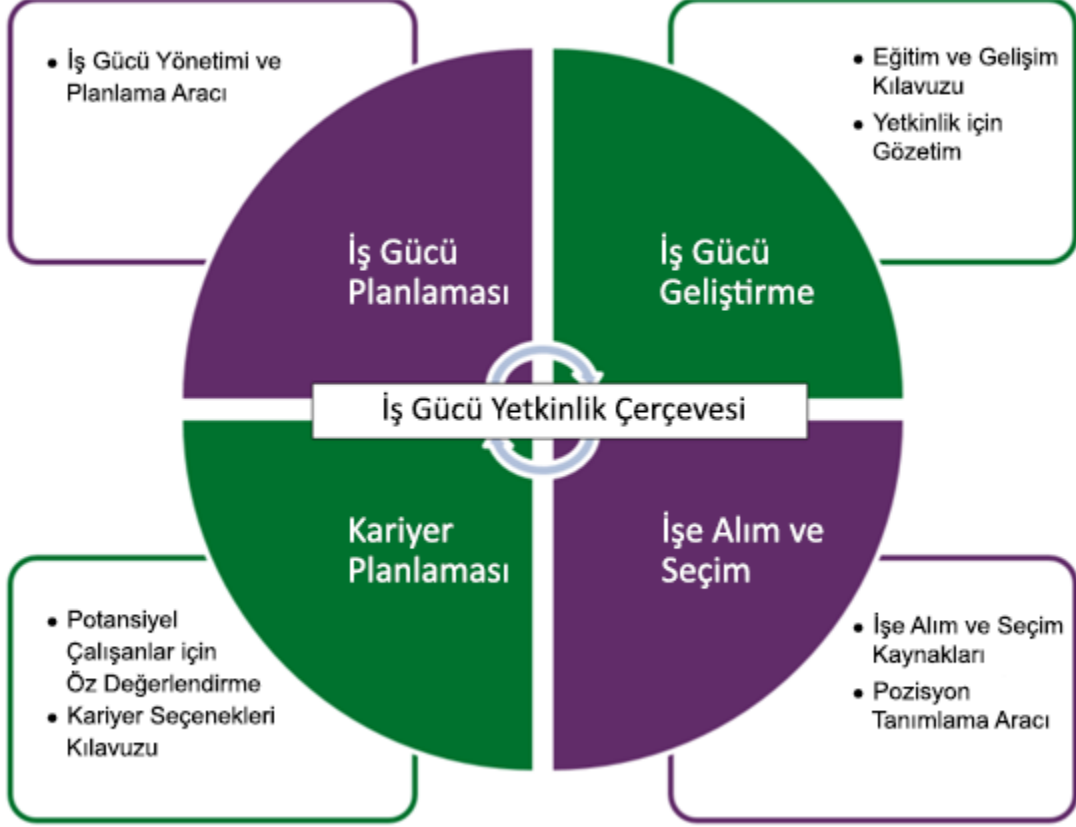 • İş Gücü Yönetimi ve
Planlama Aracı
• Eğitim ve Gelişim
Kılavuzu
• Yetkinlik için
Gözetim
İş Gücü
Planlaması
İş Gücü
Geliştirme
İş Gücü Yetkinlik Çerçevesi
Kariyer
Planlaması
İşe Alım ve
Seçim
• Potansiyel
Çalışanlar için
Öz Değerlendirme
• Kariyer Seçenekleri
Kılavuzu
• İşe Alım ve Seçim
Kaynakları
• Pozisyon
Tanımlama Aracı